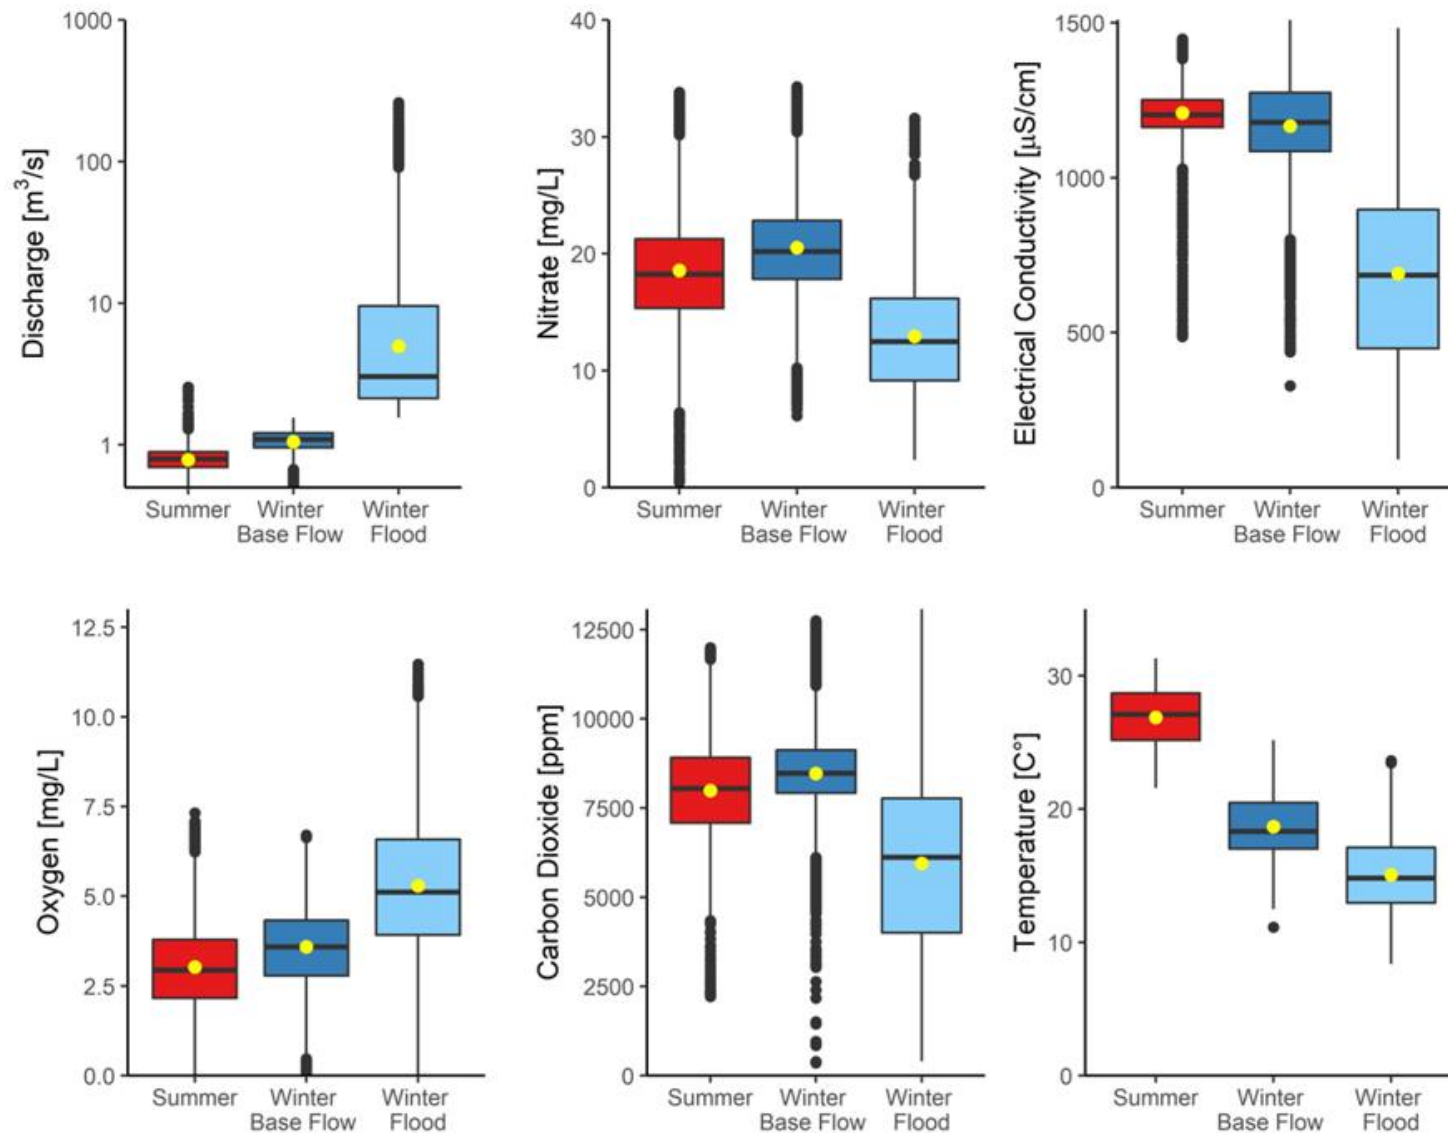 Discharge [m³/s]
1000
100
10
1
Summer
Winter
Base Flow
Winter
Flood
Nitrate [mg/L]
40
30
20
10
0
Summer
Winter
Base Flow
Winter
Flood
Electrical Conductivity [µS/cm]
1500
1000
500
0
Summer
Winter
Base Flow
Winter
Flood
Oxygen [mg/L]
12.5
10.0
7.5
5.0
2.5
0.0
Summer
Winter
Base Flow
Winter
Flood
Carbon Dioxide [ppm]
12500
10000
7500
5000
2500
0
Summer
Winter
Base Flow
Winter
Flood
Temperature [C°]
30
20
10
0
Summer
Winter
Base Flow
Winter
Flood